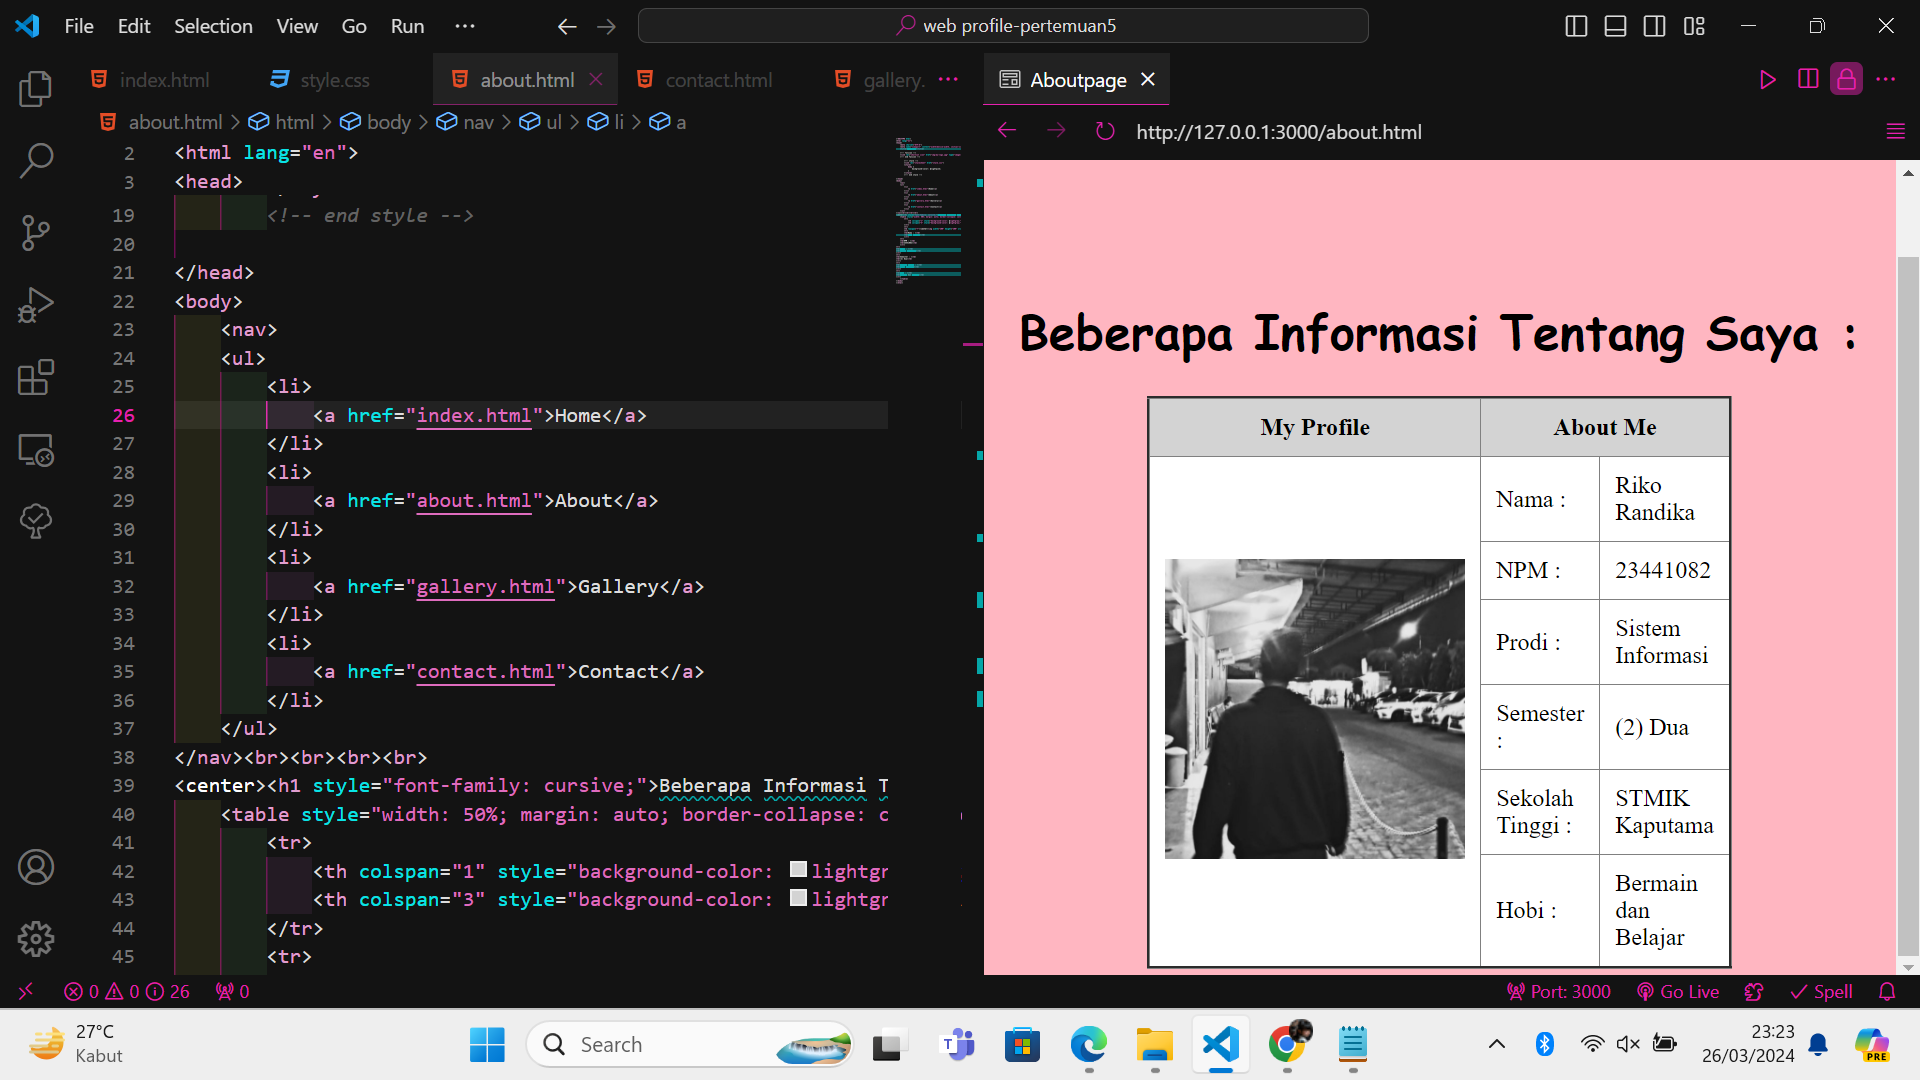 File Edit Selection View Go Run ···
web profile-pertemuan5
index.html style.css about.html contact.html gallery. ···
about.html > html > body > nav > ul > li > a
2 <html lang="en">
3 <head>
19 <!-- end style -->
20
21 </head>
22 <body>
23 <nav>
24 <ul>
25 <li>
26 <a href="index.html">Home</a>
27 </li>
28 <li>
29 <a href="about.html">About</a>
30 </li>
31 <li>
32 <a href="gallery.html">Gallery</a>
33 </li>
34 <li>
35 <a href="contact.html">Contact</a>
36 </li>
37 </ul>
38 </nav><br><br><br><br>
39 <center><h1 style="font-family: cursive;">Beberapa Informasi T
40 <table style="width: 50%; margin: auto; border-collapse: c
41 <tr>
42 <th colspan="1" style="background-color: lightgr
43 <th colspan="3" style="background-color: lightgr
44 </tr>
45 <tr>
Aboutpage
http://127.0.0.1:3000/about.html
Beberapa Informasi Tentang Saya :
My Profile About Me
Nama : Riko
Randika
NPM : 23441082
Prodi : Sistem
Informasi
Semester
: (2) Dua
Sekolah
Tinggi : STMIK
Kaputama
Hobi : Bermain
dan
Belajar
0 0 26 0
Port: 3000 Go Live Spell
27°C
Kabut
Search
23:23
26/03/2024
PRE